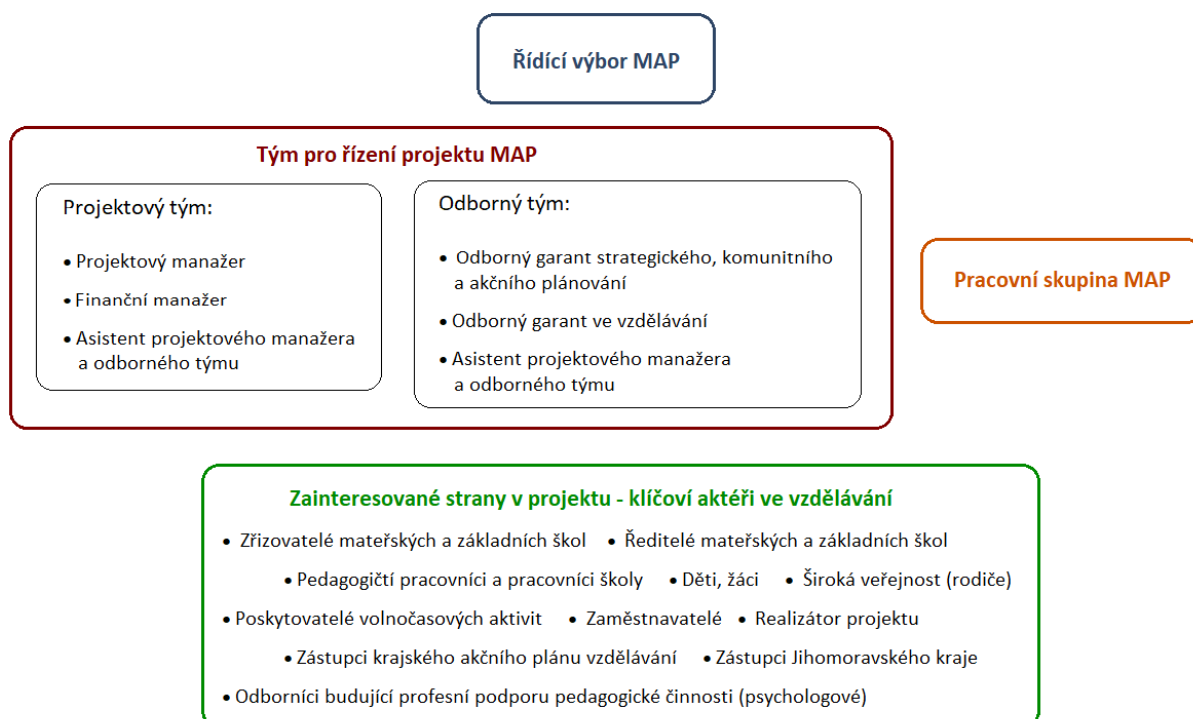 Řídící výbor MAP
Tým pro řízení projektu MAP
Projektový tým:
• Projektový manažer
• Finanční manažer
• Asistent projektového manažera
a odborného týmu
Odborný tým:
• Odborný garant strategického, komunitního
a akčního plánování
• Odborný garant ve vzdělávání
• Asistent projektového manažera
a odborného týmu
Pracovní skupina MAP
Zainteresované strany v projektu - klíčoví aktéři ve vzdělávání
• Zřizovatelé mateřských a základních škol • Ředitelé mateřských a základních škol
• Pedagogičtí pracovníci a pracovníci školy • Děti, žáci • Široká veřejnost (rodiče)
• Poskytovatelé volnočasových aktivit • Zaměstnavatelé • Realizátor projektu
• Zástupci krajského akčního plánu vzdělávání • Zástupci Jihomoravského kraje
• Odborníci budující profesní podporu pedagogické činnosti (psychologové)